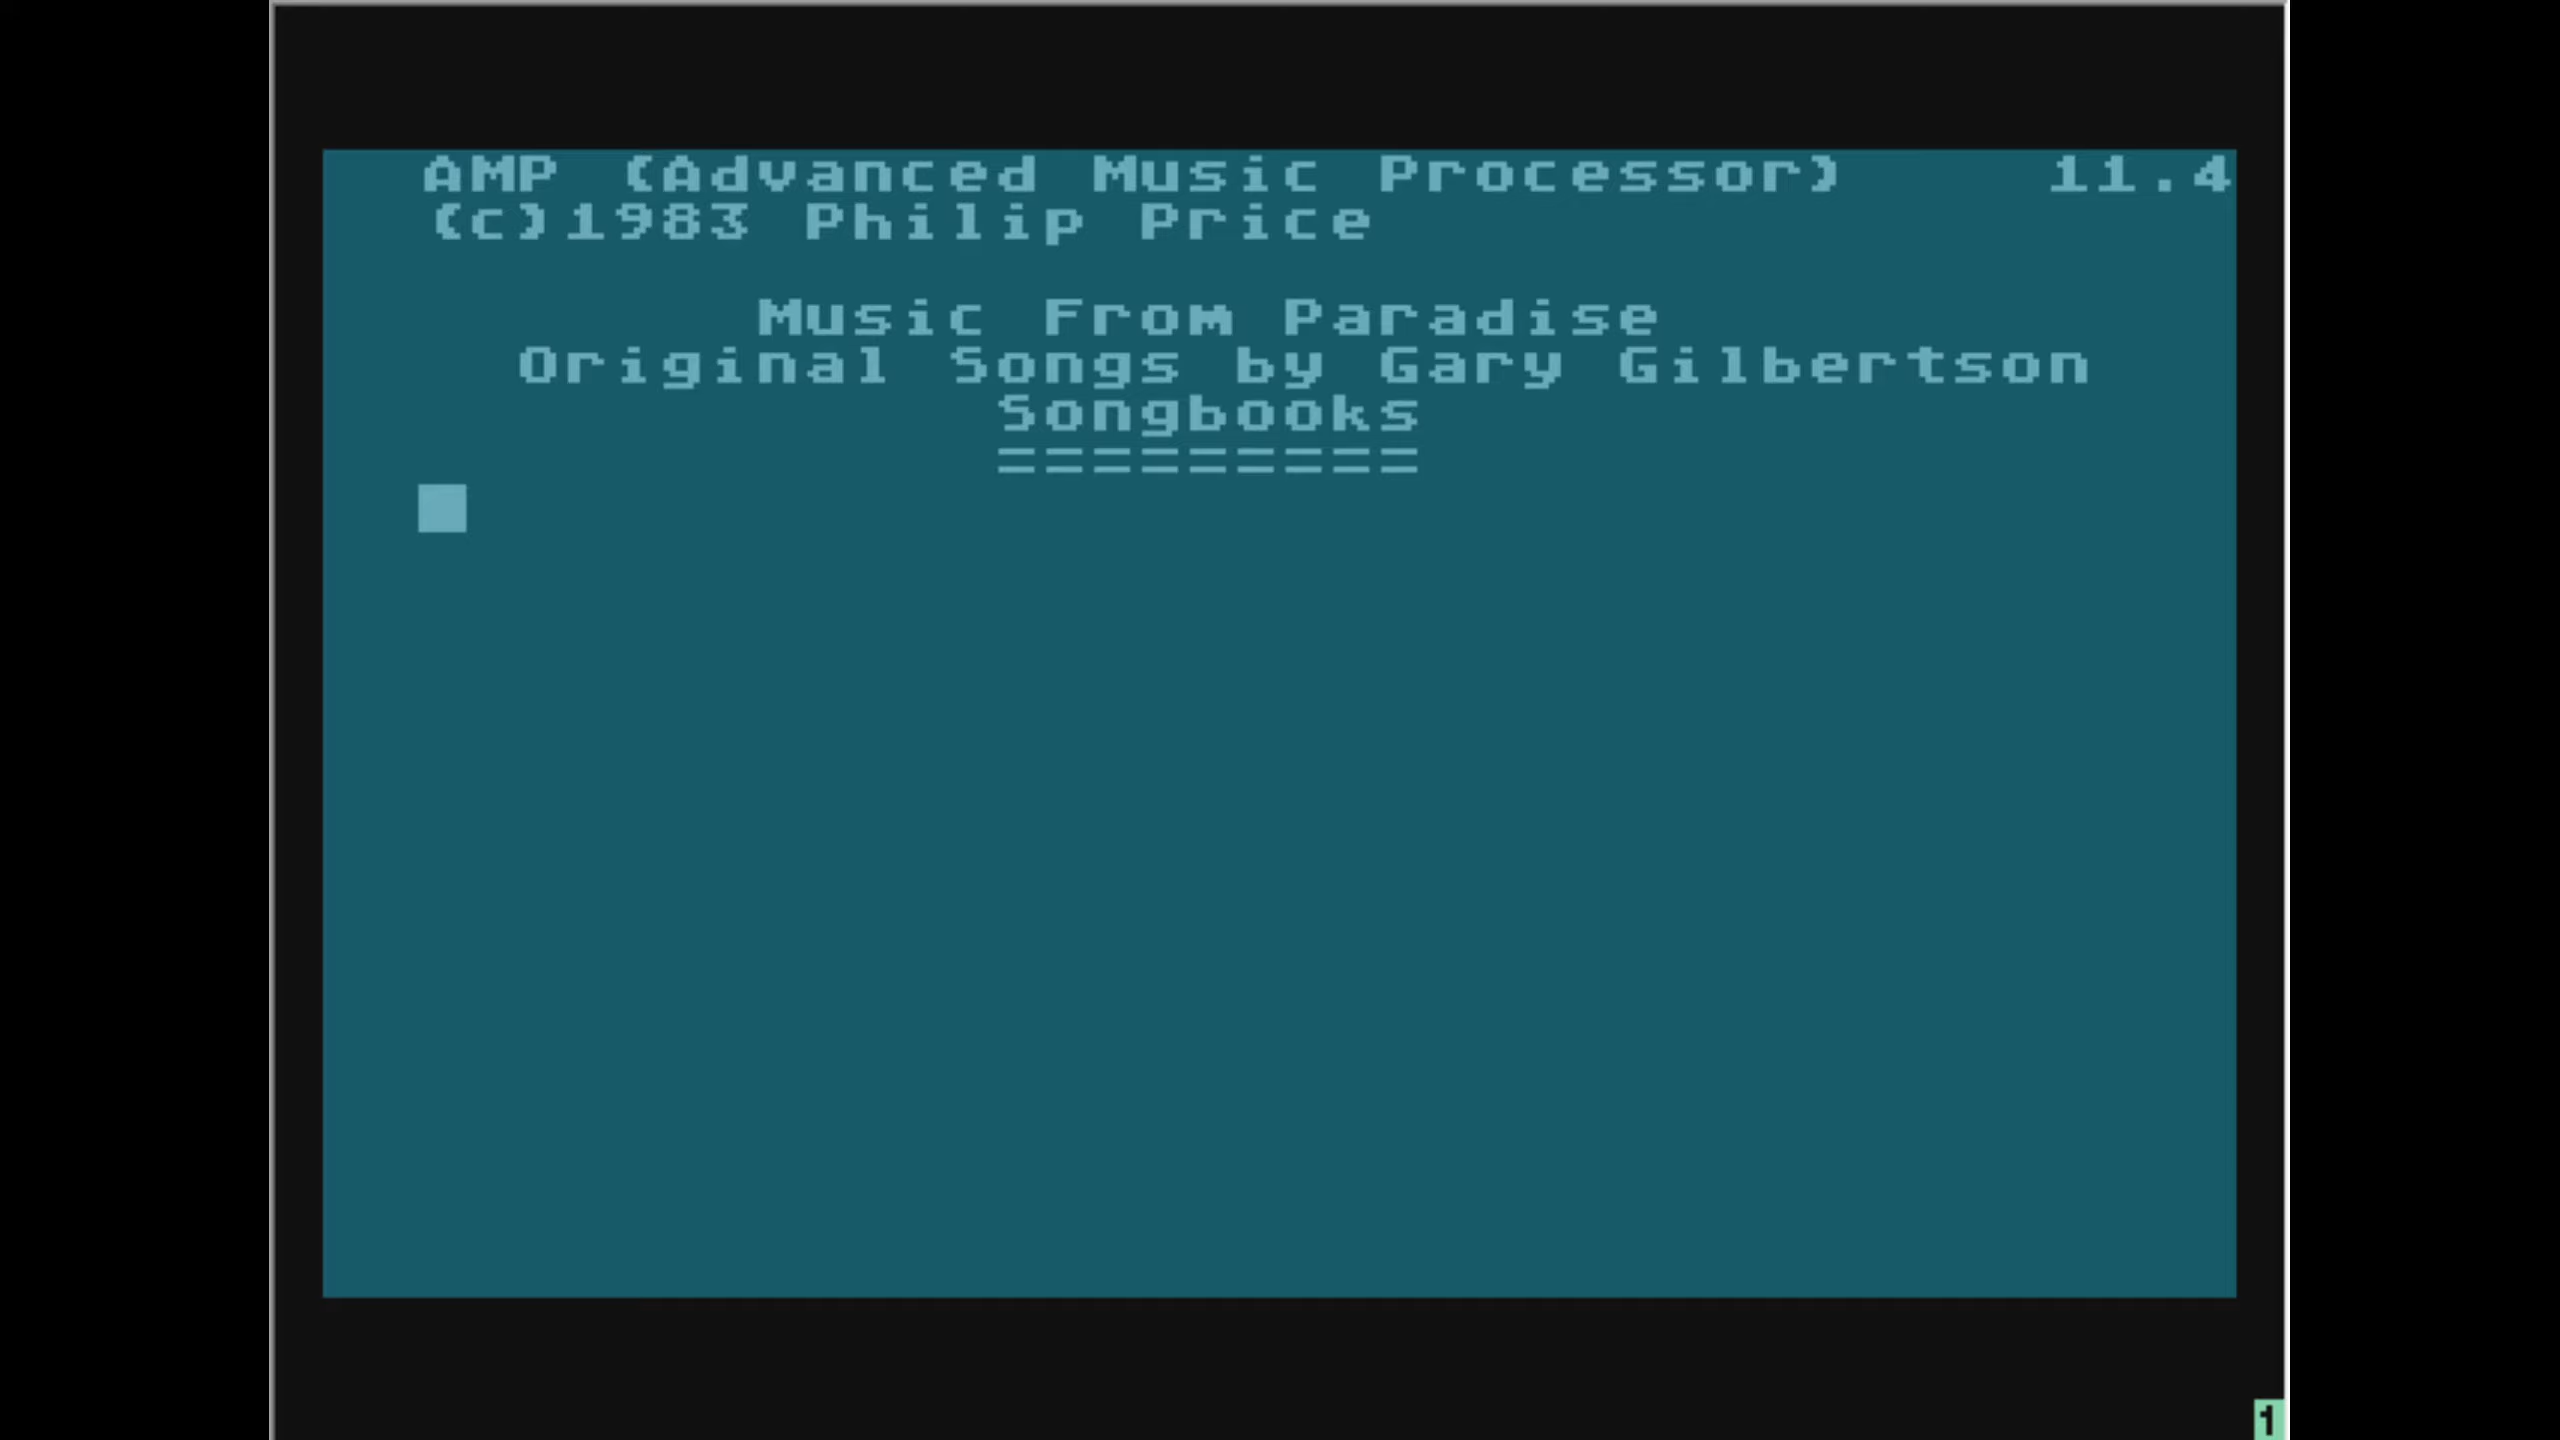 AMP (Advanced Music Processor) 11.4
(c)1983 Philip Price
Music From Paradise
Original Songs by Gary Gilbertson
Songbooks
=========
1